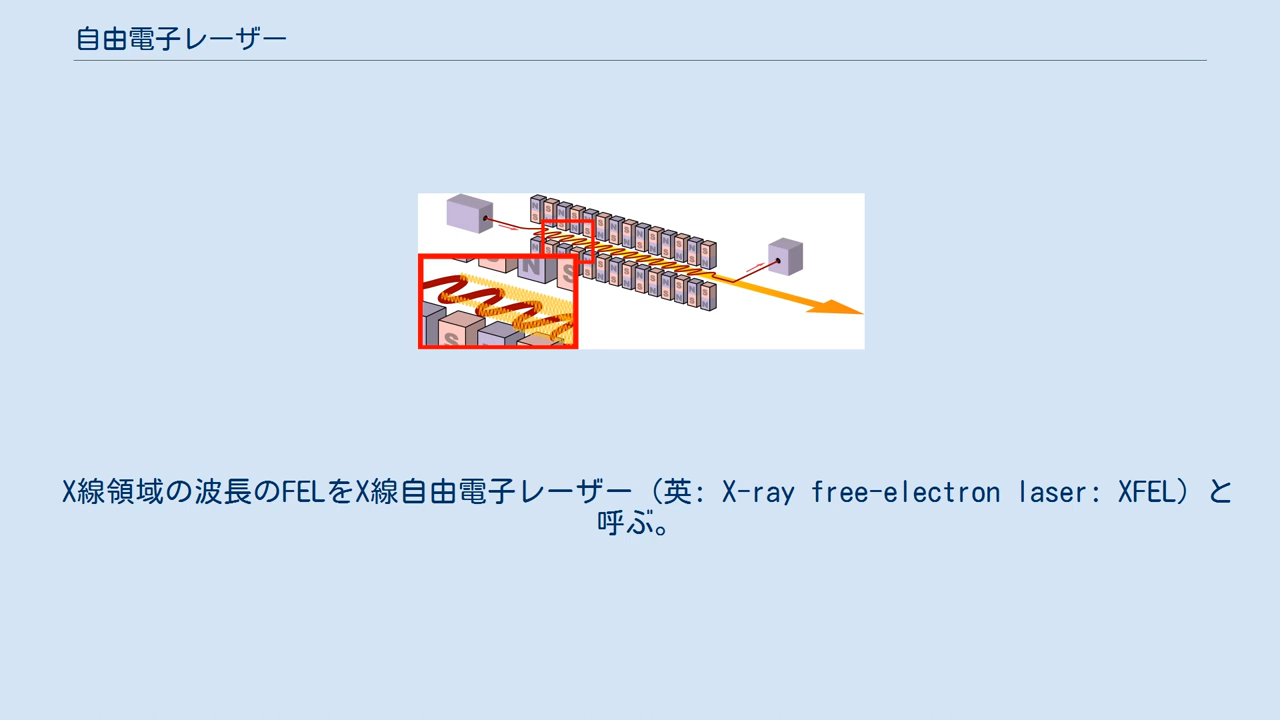 自由電子レーザー
X線領域の波長のFELをX線自由電子レーザー（英: X-ray free-electron laser: XFEL）と
呼ぶ。
N
S
S